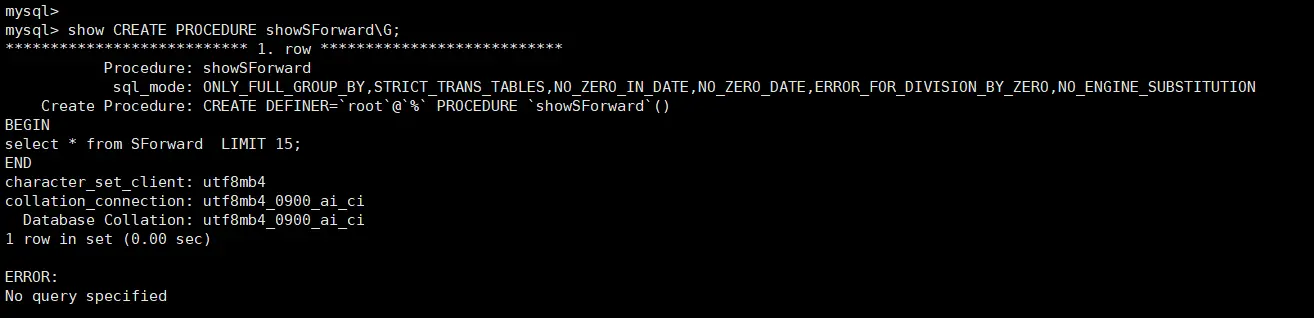 mysql>
mysql> show CREATE PROCEDURE showSForward\G;
*************************** 1. row ***************************
           Procedure: showSForward
            sql_mode: ONLY_FULL_GROUP_BY,STRICT_TRANS_TABLES,NO_ZERO_IN_DATE,NO_ZERO_DATE,ERROR_FOR_DIVISION_BY_ZERO,NO_ENGINE_SUBSTITUTION
    Create Procedure: CREATE DEFINER=`root`@`%` PROCEDURE `showSForward`()
BEGIN
select * from SForward  LIMIT 15;
END
character_set_client: utf8mb4
collation_connection: utf8mb4_0900_ai_ci
  Database Collation: utf8mb4_0900_ai_ci
1 row in set (0.00 sec)
ERROR:
No query specified